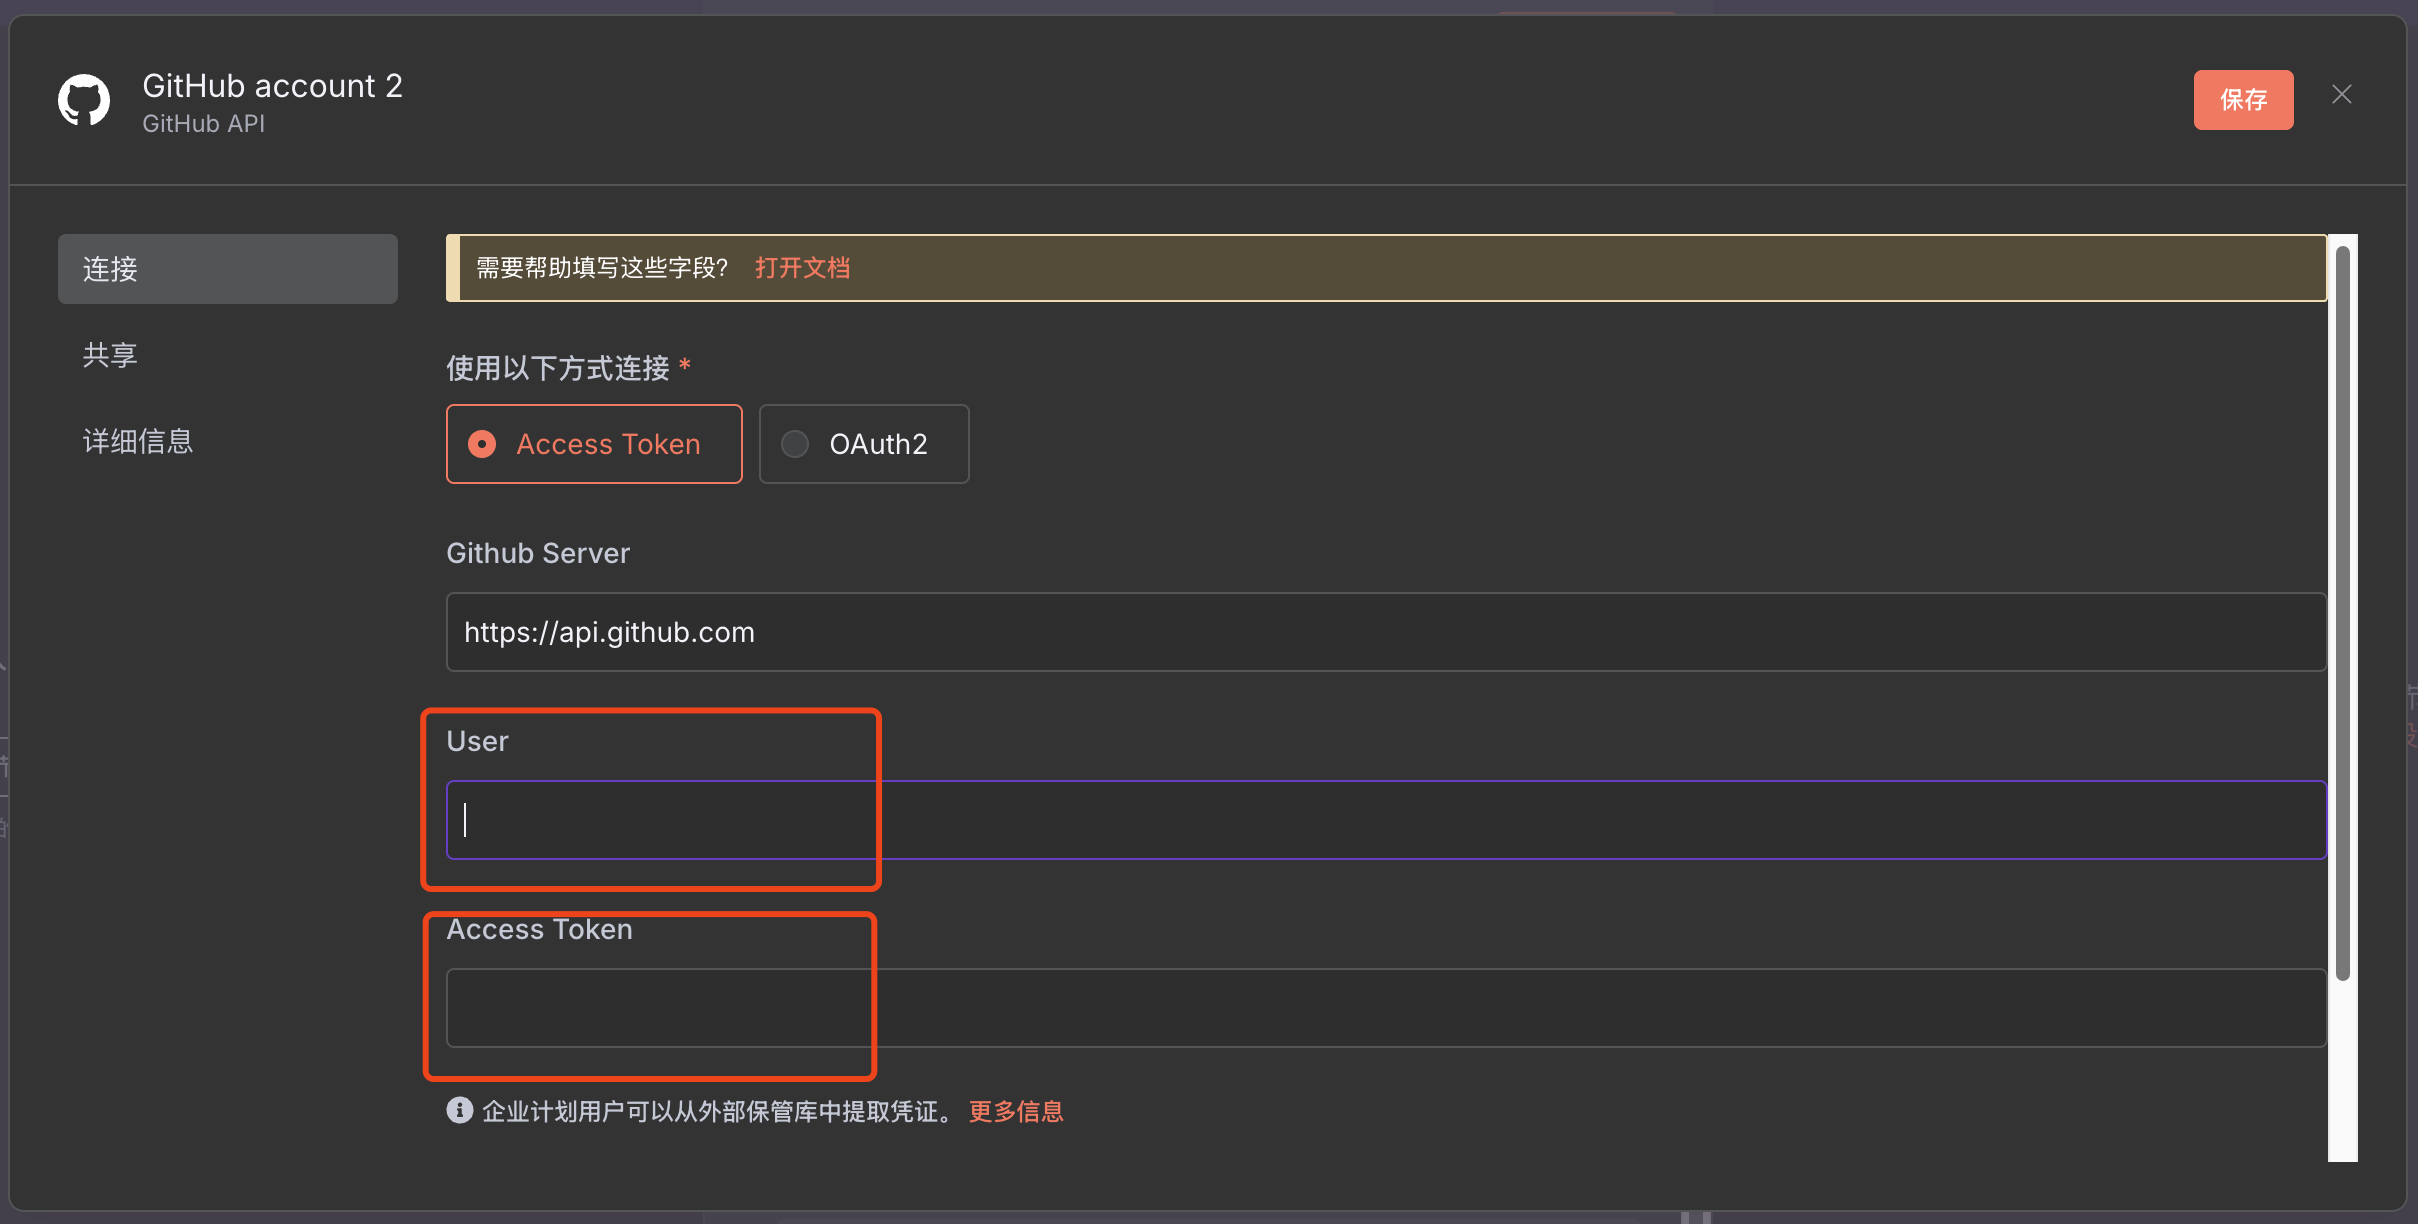 GitHub account 2
GitHub API
保存
连接
共享
详细信息
需要帮助填写这些字段? 打开文档
使用以下方式连接 *
Access Token
OAuth2
Github Server
https://api.github.com
User
Access Token
企业计划用户可以从外部保管库中提取凭证。 更多信息